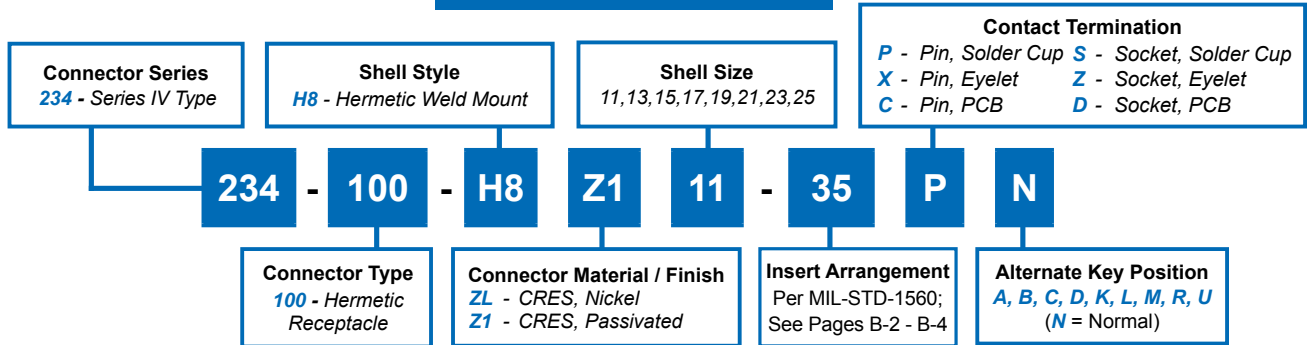 Connector Series
234 - Series IV Type
Shell Style
H8 - Hermetic Weld Mount
Shell Size
11,13,15,17,19,21,23,25
Contact Termination
P - Pin, Solder Cup S - Socket, Solder Cup
X - Pin, Eyelet Z - Socket, Eyelet
C - Pin, PCB D - Socket, PCB
234 - 100 - H8 Z1 11 - 35 P N
Connector Type
100 - Hermetic
Receptacle
Connector Material / Finish
ZL - CRES, Nickel
Z1 - CRES, Passivated
Insert Arrangement
Per MIL-STD-1560;
See Pages B-2 - B-4
Alternate Key Position
A, B, C, D, K, L, M, R, U
(N = Normal)